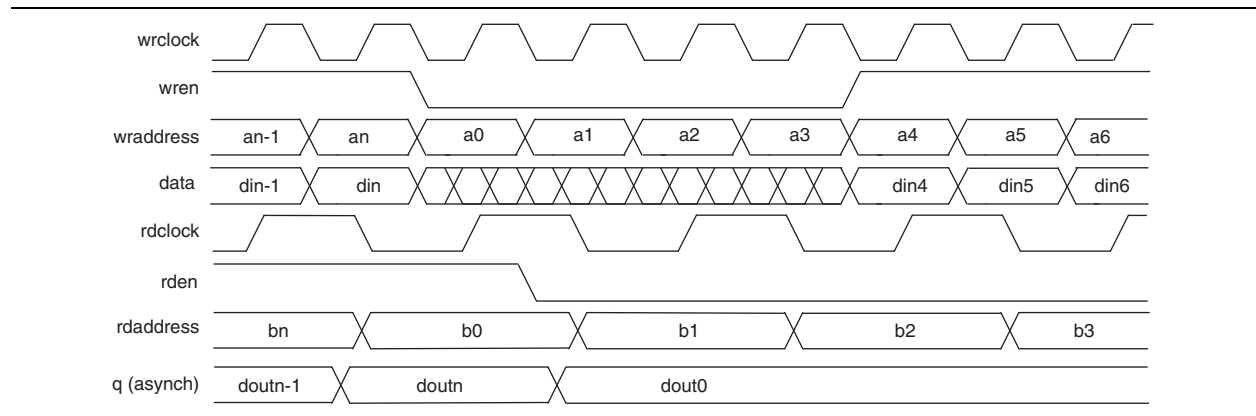 wrclock
wren
wraddress an-1 an a0 a1 a2 a3 a4 a5 a6
data din-1 din din4 din5 din6
rdclock
rden
rdaddress bn b0 b1 b2 b3
q (asynch) doutn-1 doutn dout0